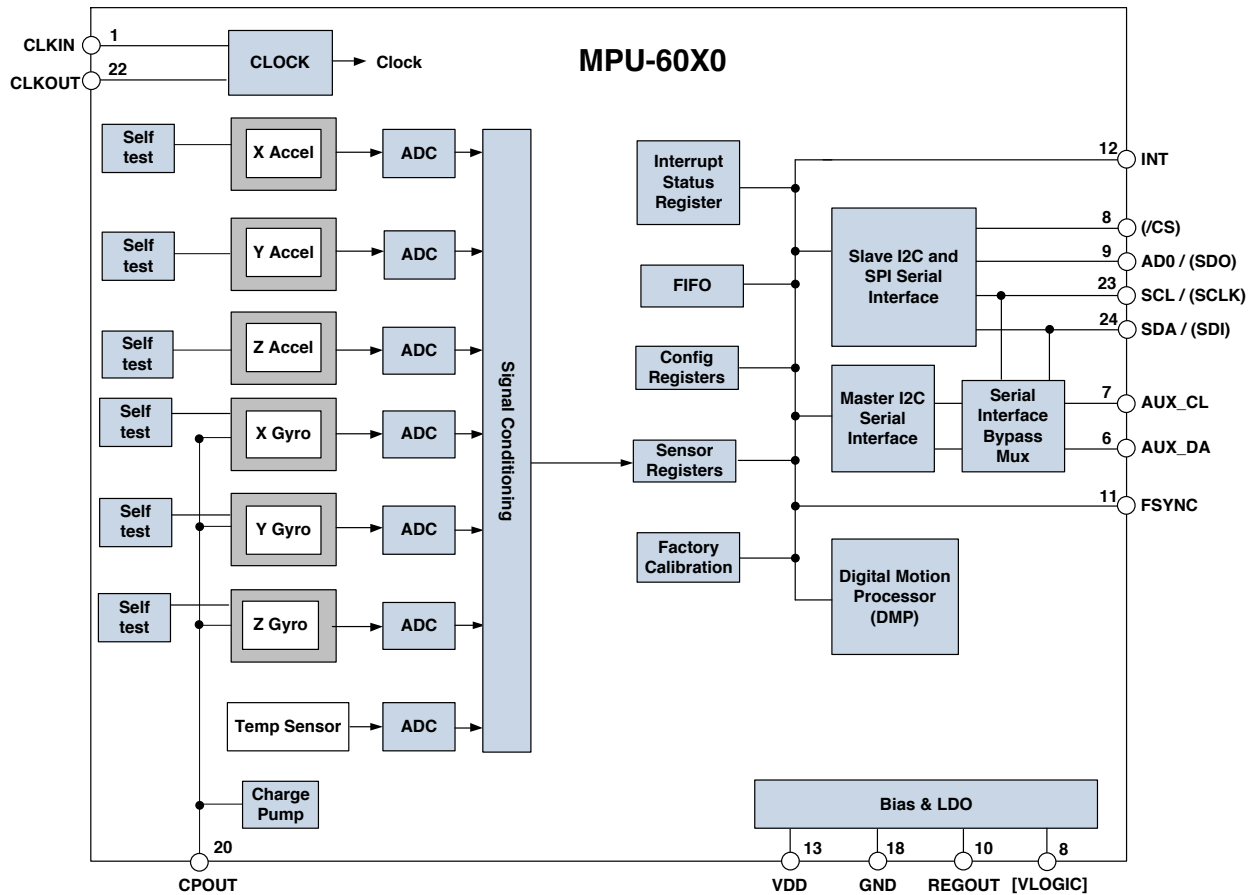 MPU-60X0
CLKIN
1
CLKOUT
22
CLOCK
Clock
Self
test
X Accel
ADC
Self
test
Y Accel
ADC
Self
test
Z Accel
ADC
Self
test
X Gyro
ADC
Self
test
Y Gyro
ADC
Self
test
Z Gyro
ADC
Temp Sensor
ADC
Charge
Pump
20
CPOUT
Signal Conditioning
Interrupt
Status
Register
FIFO
Config
Registers
Sensor
Registers
Factory
Calibration
Slave I2C and
SPI Serial
Interface
Master I2C
Serial
Interface
Serial
Interface
Bypass
Mux
Digital Motion
Processor
(DMP)
12
INT
8
(/CS)
9
AD0 / (SDO)
23
SCL / (SCLK)
24
SDA / (SDI)
7
AUX_CL
6
AUX_DA
11
FSYNC
Bias & LDO
13
18
10
8
VDD
GND
REGOUT
[VLOGIC]